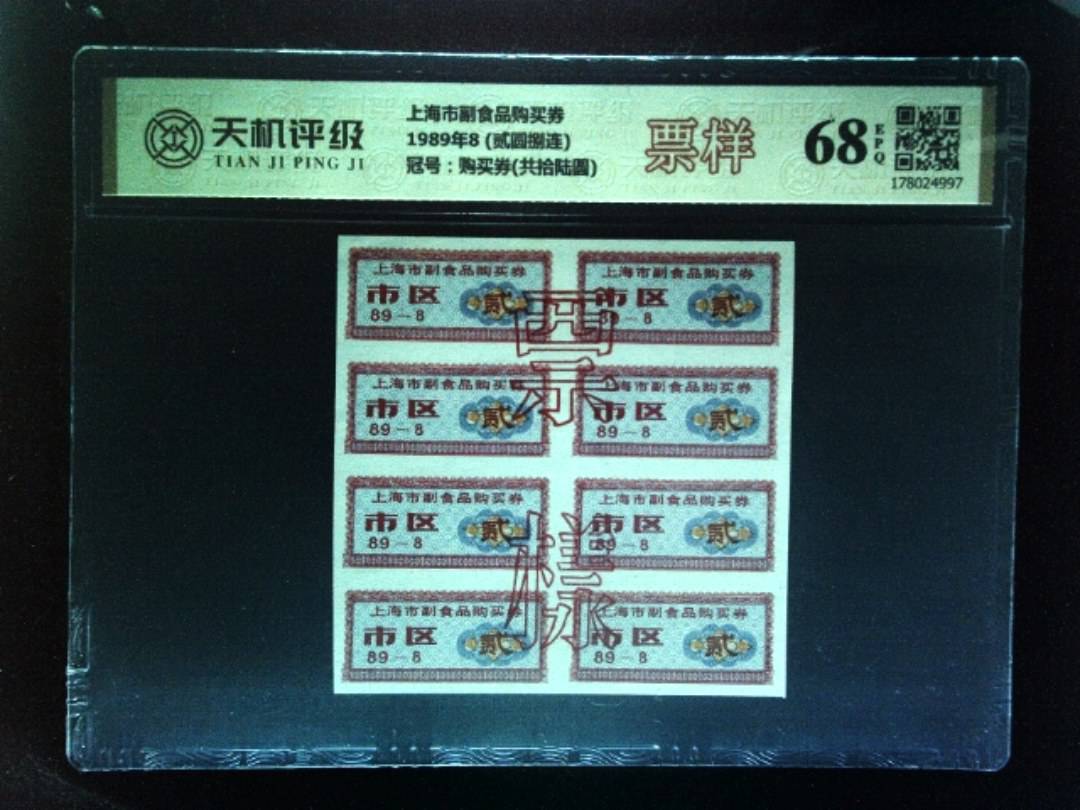 天机评级
TIAN JI PING JI
上海市副食品购买券
1989年8 (贰圆捌连)
冠号：购买券(共拾陆圆)
票样
68
EPQ
178024997
上海市副食品购买券
市区
贰
89－8
上海市副食品购买券
市区
贰
89－8
上海市副食品购买券
市区
贰
89－8
上海市副食品购买券
市区
贰
89－8
上海市副食品购买券
市区
贰
89－8
上海市副食品购买券
市区
贰
89－8
上海市副食品购买券
市区
贰
89－8
上海市副食品购买券
市区
贰
89－8
票樣